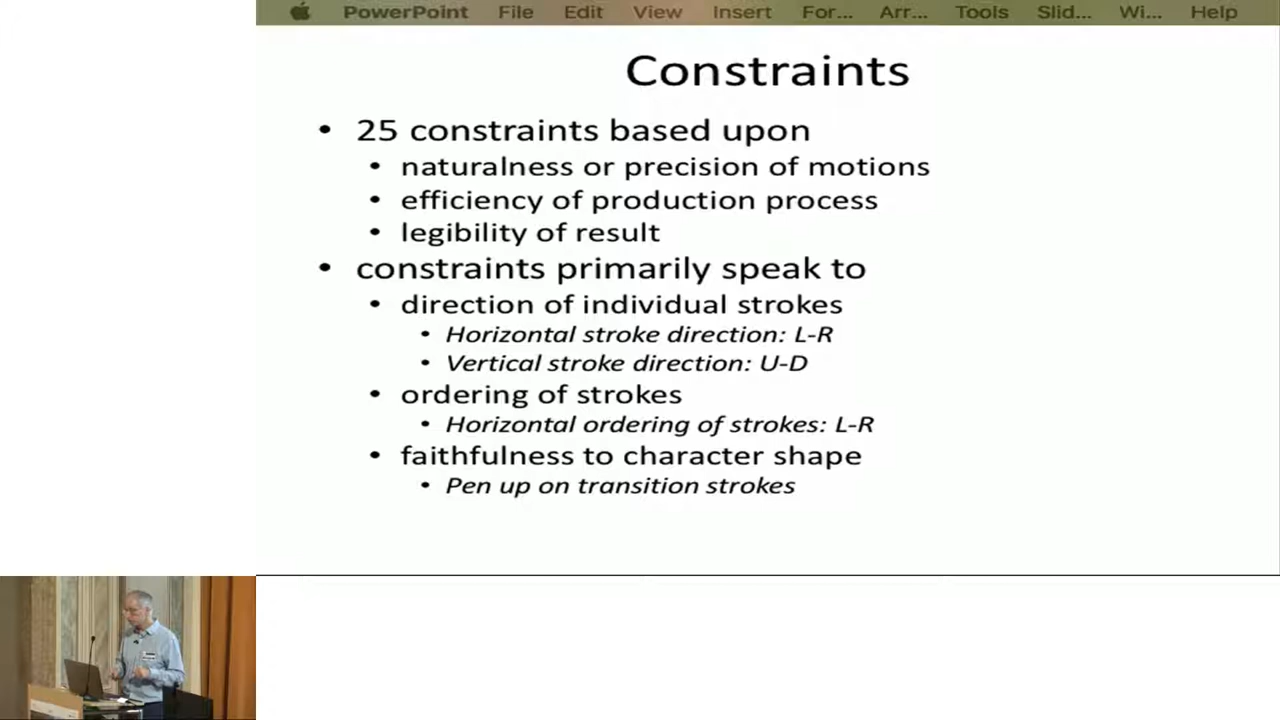 PowerPoint File Edit View Insert For... Arr... Tools Slid... Wi... Help
Constraints
• 25 constraints based upon
• naturalness or precision of motions
• efficiency of production process
• legibility of result
• constraints primarily speak to
• direction of individual strokes
• Horizontal stroke direction: L-R
• Vertical stroke direction: U-D
• ordering of strokes
• Horizontal ordering of strokes: L-R
• faithfulness to character shape
• Pen up on transition strokes